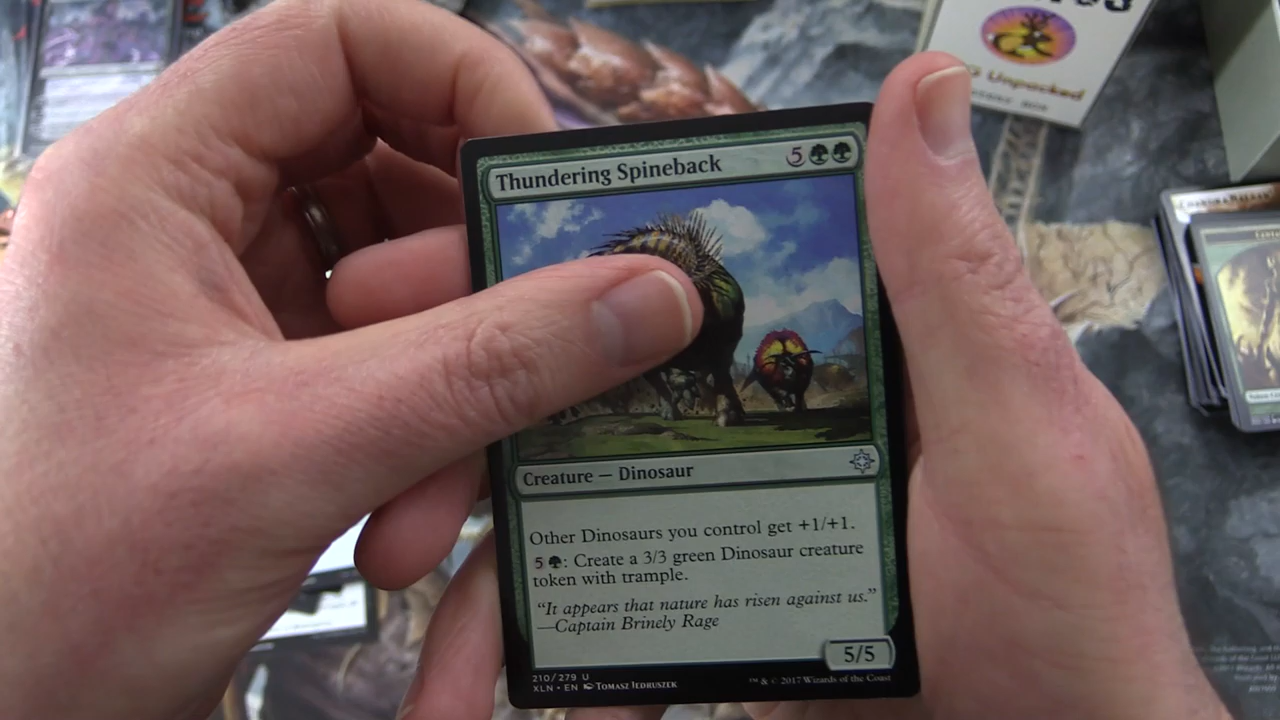 Unpacked
Thundering Spineback 5
Creature — Dinosaur
Other Dinosaurs you control get +1/+1.
5 : Create a 3/3 green Dinosaur creature
token with trample.
“It appears that nature has risen against us.”
—Captain Brinely Rage
5/5
210/279 U
XLN • EN Tomasz Jedruszek
™ & © 2017 Wizards of the Coast